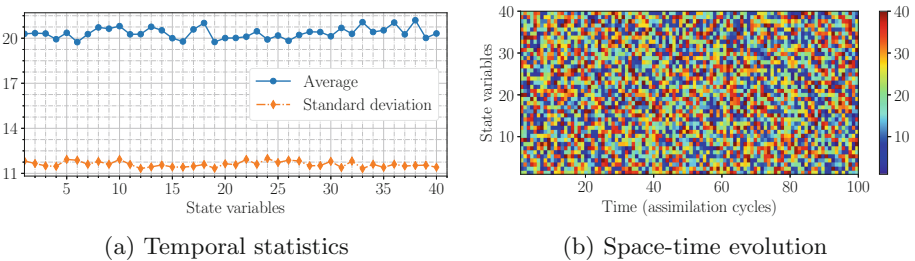 20
17
14
11
Average
Standard deviation
5 10 15 20 25 30 35 40
State variables
(a) Temporal statistics
State variables
40
30
20
10
20 40 60 80 100
Time (assimilation cycles)
40
30
20
10
(b) Space-time evolution